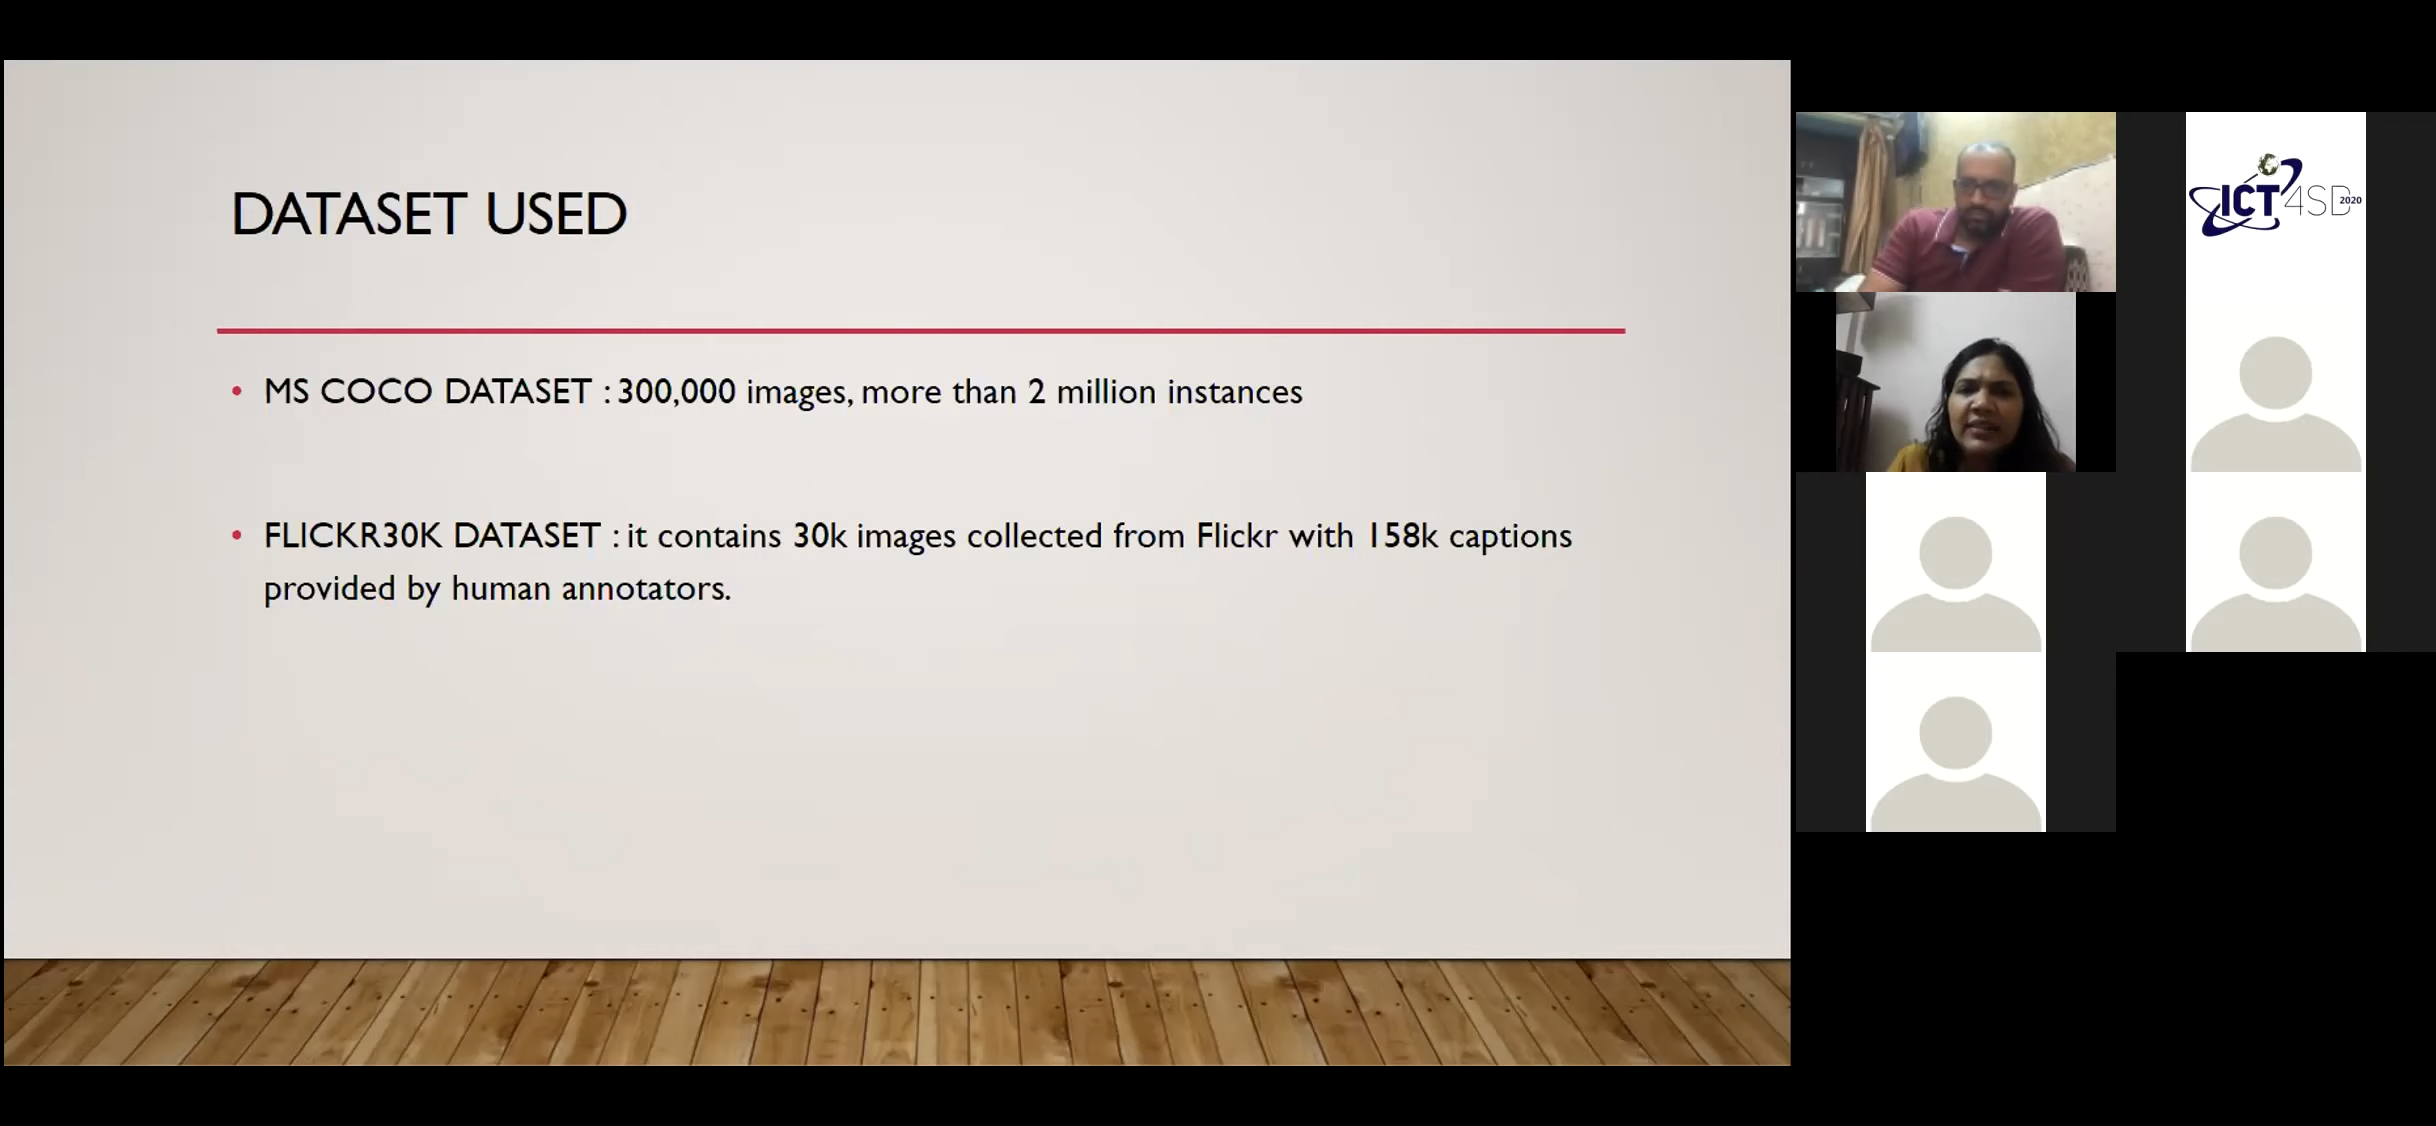 DATASET USED
• MS COCO DATASET : 300,000 images, more than 2 million instances
• FLICKR30K DATASET : it contains 30k images collected from Flickr with 158k captions
provided by human annotators.
ICT4SD 2020